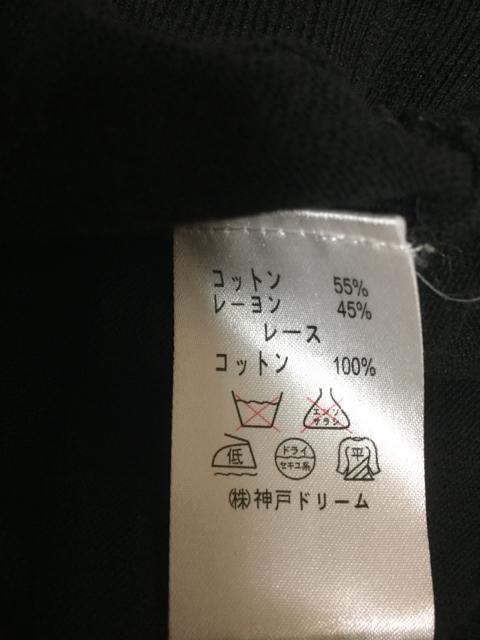 コットン 55%
レーヨン 45%
レース
コットン 100%
エンソ
サラシ
低
ドライ
セキユ系
平
㈱神戸ドリーム